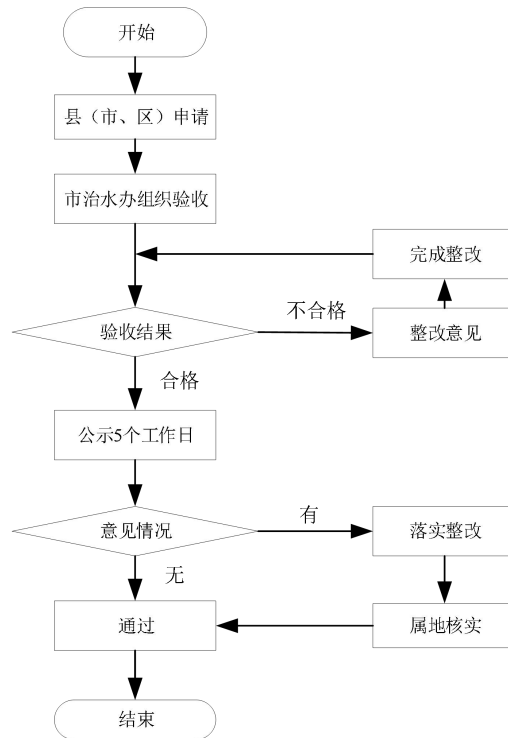 开始
县（市、区）申请
市治水办组织验收
完成整改
验收结果
不合格
整改意见
合格
公示5个工作日
意见情况
有
落实整改
无
通过
属地核实
结束